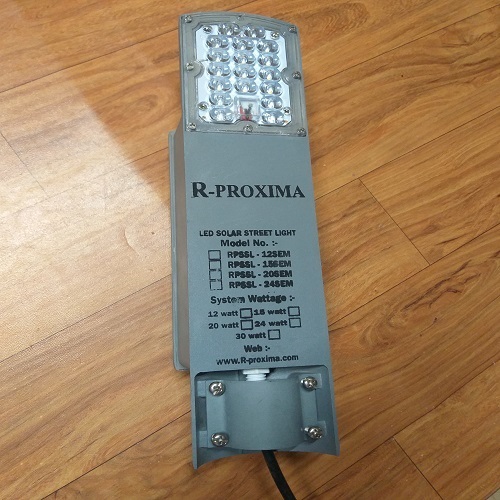 R-PROXIMA
LED SOLAR STREET LIGHT
Model No. :-
RPSSL - 12SEM
RPSSL - 15SEM
RPSSL - 20SEM
RPSSL - 24SEM
System Wattage :-
12 watt 15 watt
20 watt 24 watt
30 watt
Web :-
www.R-proxima.com